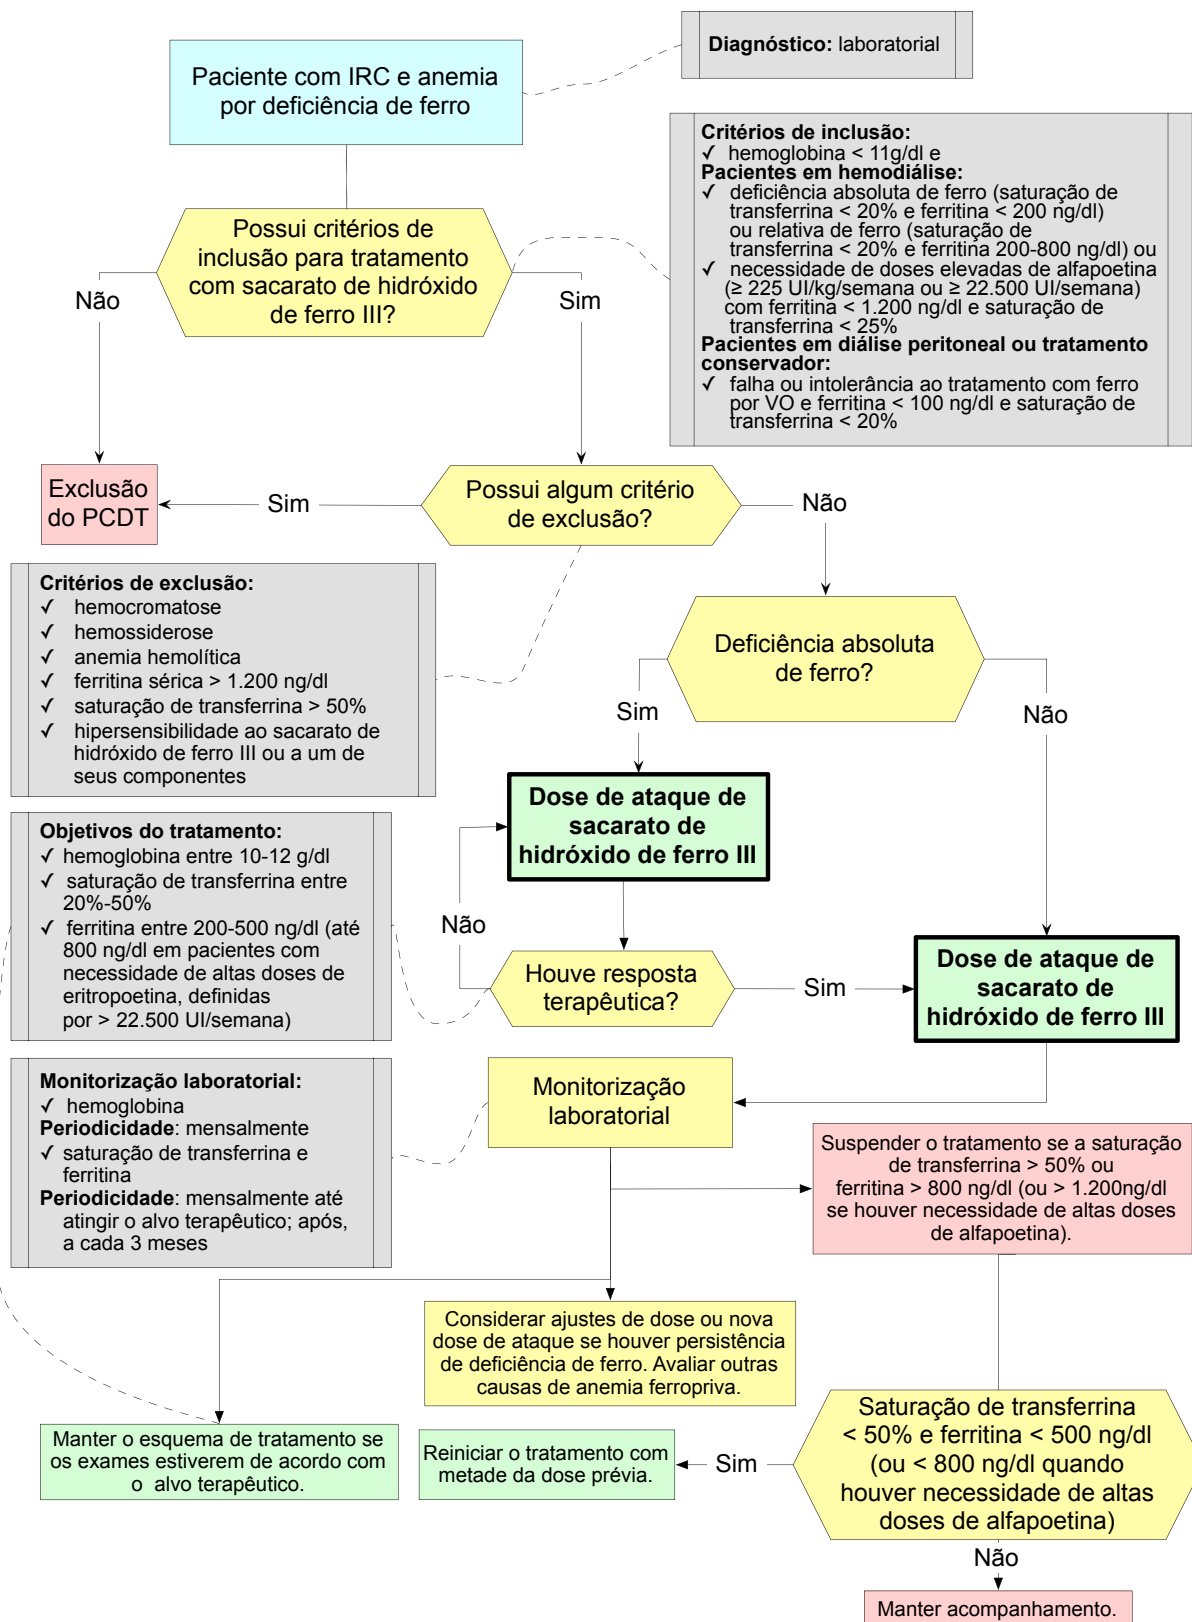 Diagnóstico: laboratorial
Paciente com IRC e anemia
por deficiência de ferro
Critérios de inclusão:
✓ hemoglobina < 11g/dl e
Pacientes em hemodiálise:
✓ deficiência absoluta de ferro (saturação de
transferrina < 20% e ferritina < 200 ng/dl)
ou relativa de ferro (saturação de
transferrina < 20% e ferritina 200-800 ng/dl) ou
✓ necessidade de doses elevadas de alfapoetina
(≥ 225 UI/kg/semana ou ≥ 22.500 UI/semana)
com ferritina < 1.200 ng/dl e saturação de
transferrina < 25%
Pacientes em diálise peritoneal ou tratamento
conservador:
✓ falha ou intolerância ao tratamento com ferro
por VO e ferritina < 100 ng/dl e saturação de
transferrina < 20%
Possui critérios de
inclusão para tratamento
com sacarato de hidróxido
de ferro III?
Não
Sim
Exclusão
do PCDT
Sim
Possui algum critério
de exclusão?
Não
Critérios de exclusão:
✓ hemocromatose
✓ hemossiderose
✓ anemia hemolítica
✓ ferritina sérica > 1.200 ng/dl
✓ saturação de transferrina > 50%
✓ hipersensibilidade ao sacarato de
hidróxido de ferro III ou a um de
seus componentes
Deficiência absoluta
de ferro?
Sim
Não
Dose de ataque de
sacarato de
hidróxido de ferro III
Objetivos do tratamento:
✓ hemoglobina entre 10-12 g/dl
✓ saturação de transferrina entre
20%-50%
✓ ferritina entre 200-500 ng/dl (até
800 ng/dl em pacientes com
necessidade de altas doses de
eritropoetina, definidas
por > 22.500 UI/semana)
Não
Houve resposta
terapêutica?
Sim
Dose de ataque de
sacarato de
hidróxido de ferro III
Monitorização laboratorial:
✓ hemoglobina
Periodicidade: mensalmente
✓ saturação de transferrina e
ferritina
Periodicidade: mensalmente até
atingir o alvo terapêutico; após,
a cada 3 meses
Monitorização
laboratorial
Suspender o tratamento se a saturação
de transferrina > 50% ou
ferritina > 800 ng/dl (ou > 1.200ng/dl
se houver necessidade de altas doses
de alfapoetina).
Considerar ajustes de dose ou nova
dose de ataque se houver persistência
de deficiência de ferro. Avaliar outras
causas de anemia ferropriva.
Manter o esquema de tratamento se
os exames estiverem de acordo com
o alvo terapêutico.
Reiniciar o tratamento com
metade da dose prévia.
Sim
Saturação de transferrina
< 50% e ferritina < 500 ng/dl
(ou < 800 ng/dl quando
houver necessidade de altas
doses de alfapoetina)
Não
Manter acompanhamento.